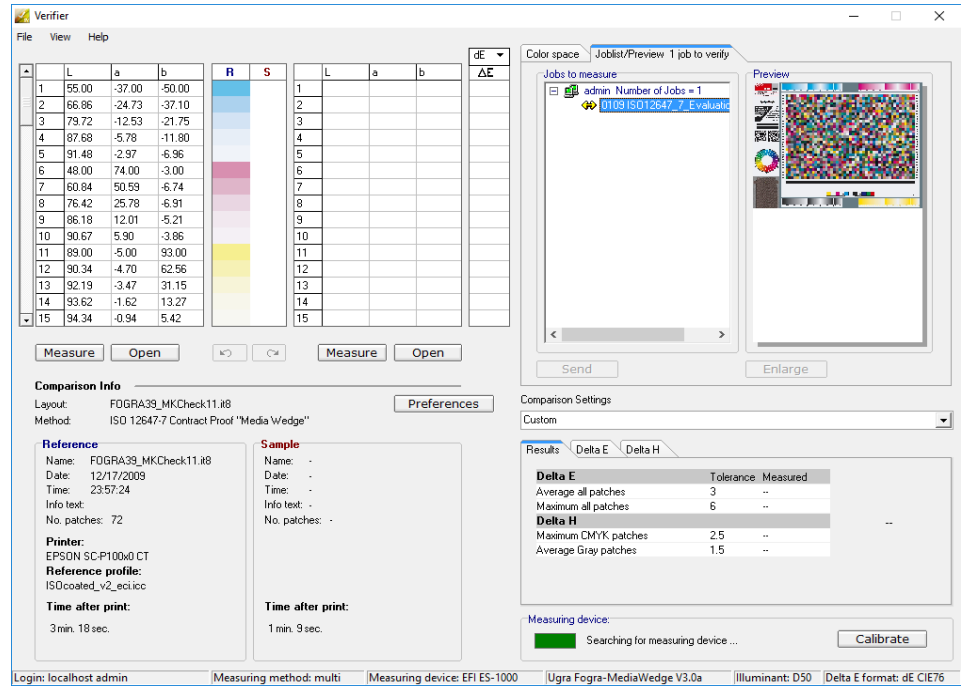 Verifier
File View Help
dE
L a b R S L a b ΔE
1 55.00 -37.00 -50.00 1
2 66.86 -24.73 -37.10 2
3 79.72 -12.53 -21.75 3
4 87.68 -5.78 -11.80 4
5 91.48 -2.97 -6.96 5
6 48.00 74.00 -3.00 6
7 60.84 50.59 -6.74 7
8 76.42 25.78 -6.91 8
9 86.18 12.01 -5.21 9
10 90.67 5.90 -3.86 10
11 89.00 -5.00 93.00 11
12 90.34 -4.70 62.56 12
13 92.19 -3.47 31.15 13
14 93.62 -1.62 13.27 14
15 94.34 -0.94 5.42 15
Measure Open Measure Open
Comparison Info
Layout: FOGRA39_MKCheck11.it8 Preferences
Method: ISO 12647-7 Contract Proof "Media Wedge"
Reference
Name: FOGRA39_MKCheck11.it8
Date: 12/17/2009
Time: 23:57:24
Info text:
No. patches: 72
Printer:
EPSON SC-P100x0 CT
Reference profile:
ISOcoated_v2_eci.icc
Time after print:
3 min. 18 sec.
Sample
Name: -
Date: -
Time: -
Info text: -
No. patches: -
Time after print:
1 min. 9 sec.
Color space Joblist/Preview 1 job to verify
Jobs to measure
admin Number of Jobs = 1
0109 ISO12647_7_Evaluatio
Preview
Send Enlarge
Comparison Settings
Custom
Results Delta E Delta H
Delta E Tolerance Measured
Average all patches 3 --
Maximum all patches 6 --
Delta H --
Maximum CMYK patches 2.5 --
Average Gray patches 1.5 --
Measuring device:
Searching for measuring device ... Calibrate
Login: localhost admin Measuring method: multi Measuring device: EFI ES-1000 Ugra Fogra-MediaWedge V3.0a Illuminant: D50 Delta E format: dE CIE76